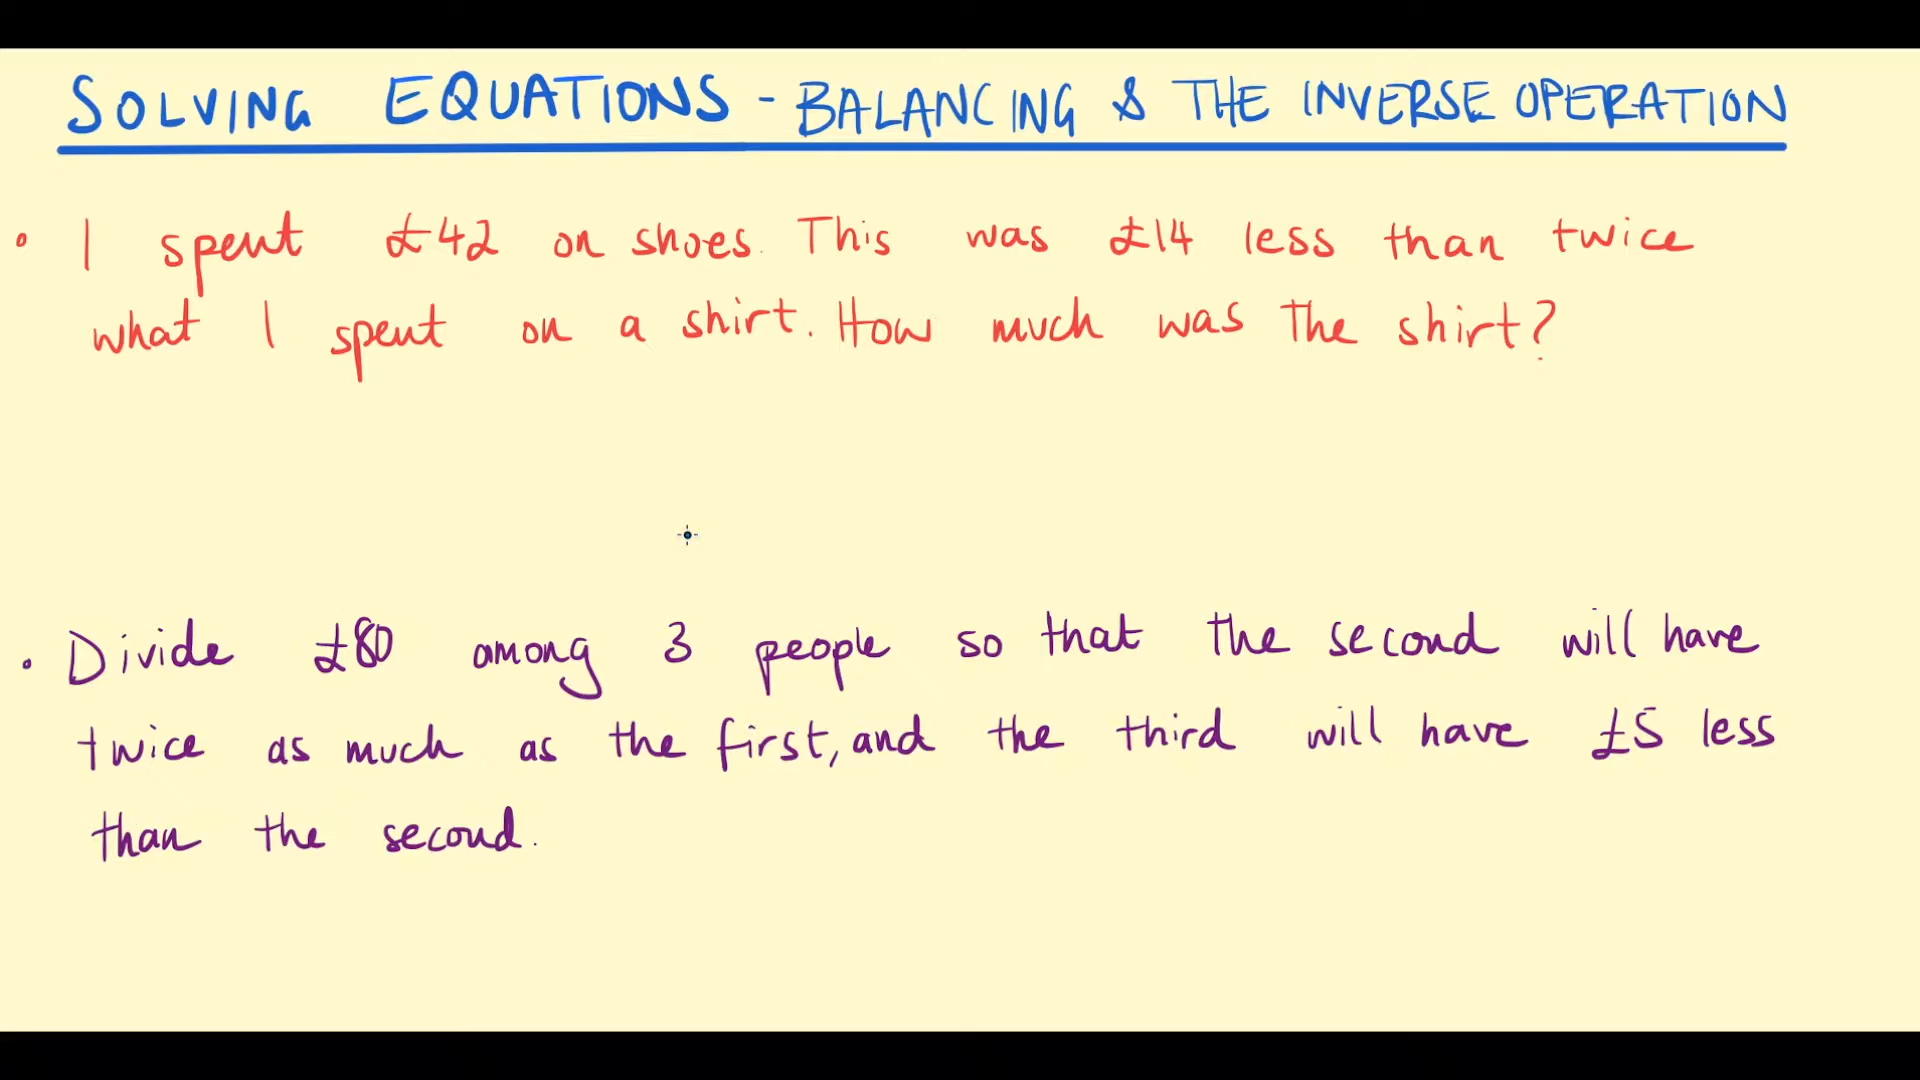 SOLVING EQUATIONS - BALANCING & THE INVERSE OPERATION
• I spent £42 on shoes. This was £14 less than twice
what I spent on a shirt. How much was the shirt?
• Divide £80 among 3 people so that the second will have
twice as much as the first, and the third will have £5 less
than the second.